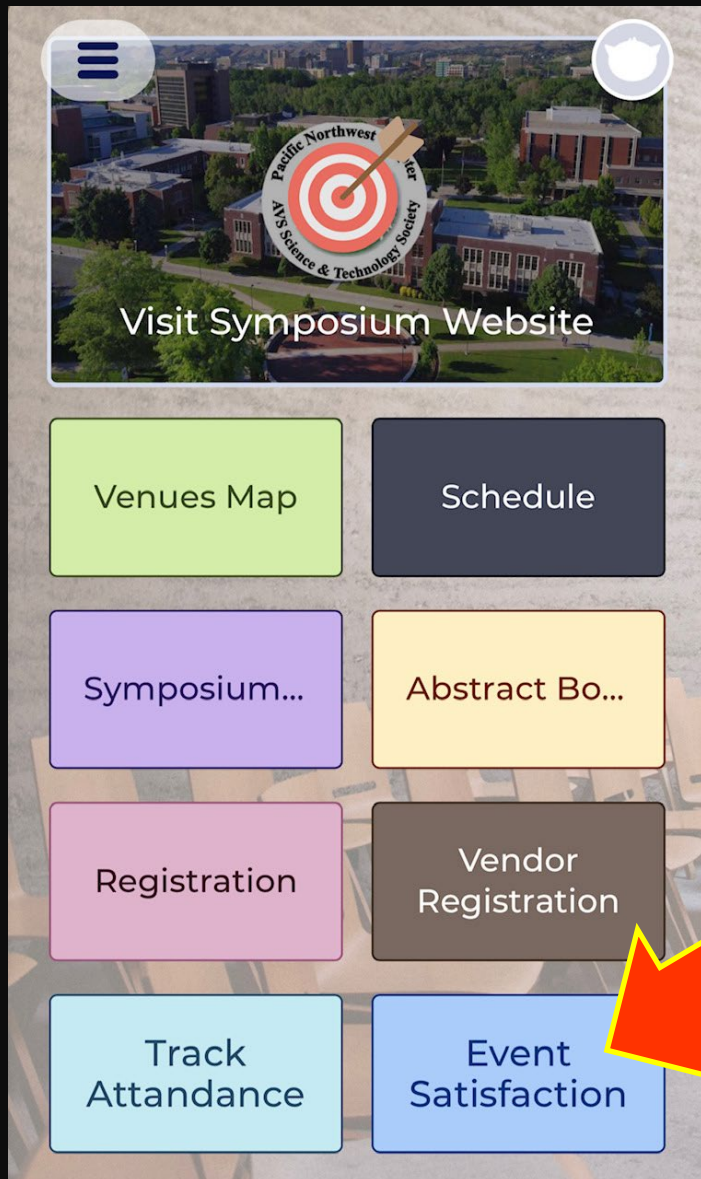 Pacific Northwest
ter
AVS Science & Technology Society
Visit Symposium Website
Venues Map
Schedule
Symposium...
Abstract Bo...
Registration
Vendor
Registration
Track
Attandance
Event
Satisfaction